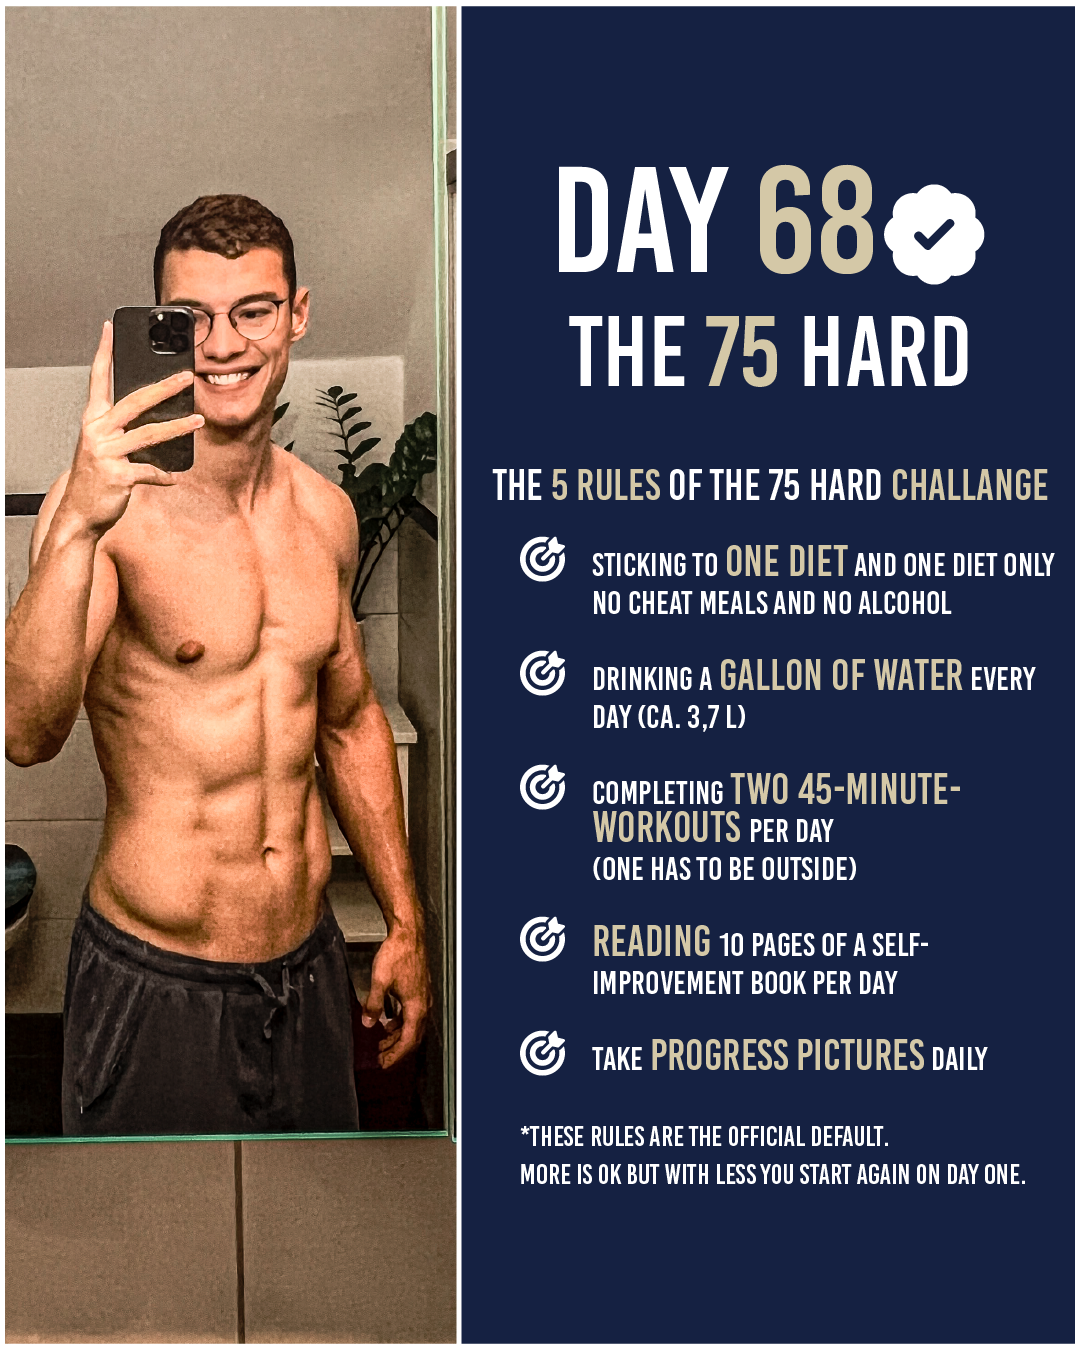 DAY 68
THE 75 HARD
THE 5 RULES OF THE 75 HARD CHALLANGE
STICKING TO ONE DIET AND ONE DIET ONLY
NO CHEAT MEALS AND NO ALCOHOL
DRINKING A GALLON OF WATER EVERY
DAY (CA. 3,7 L)
COMPLETING TWO 45-MINUTE-
WORKOUTS PER DAY
(ONE HAS TO BE OUTSIDE)
READING 10 PAGES OF A SELF-
IMPROVEMENT BOOK PER DAY
TAKE PROGRESS PICTURES DAILY
*THESE RULES ARE THE OFFICIAL DEFAULT.
MORE IS OK BUT WITH LESS YOU START AGAIN ON DAY ONE.